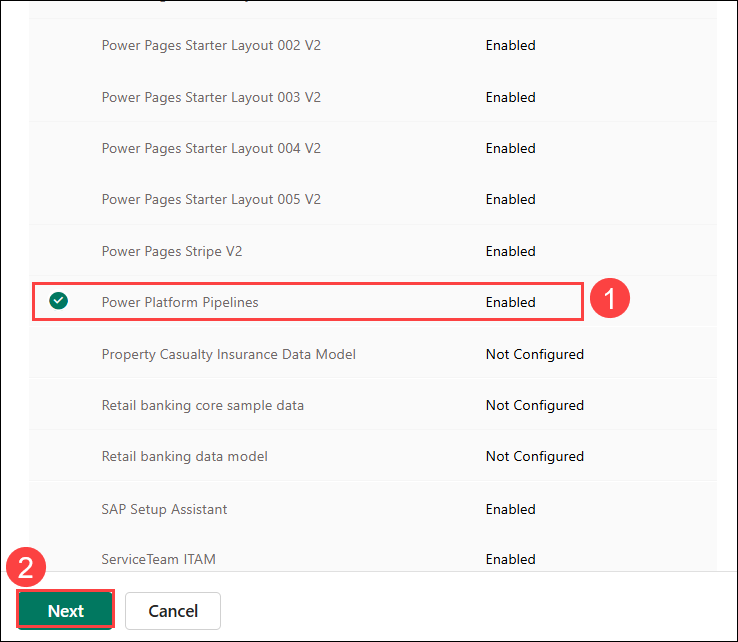 Power Pages Starter Layout 002 V2 Enabled
Power Pages Starter Layout 003 V2 Enabled
Power Pages Starter Layout 004 V2 Enabled
Power Pages Starter Layout 005 V2 Enabled
Power Pages Stripe V2 Enabled
Power Platform Pipelines Enabled 1
Property Casualty Insurance Data Model Not Configured
Retail banking core sample data Not Configured
Retail banking data model Not Configured
SAP Setup Assistant Enabled
ServiceTeam ITAM Enabled
2
Next Cancel